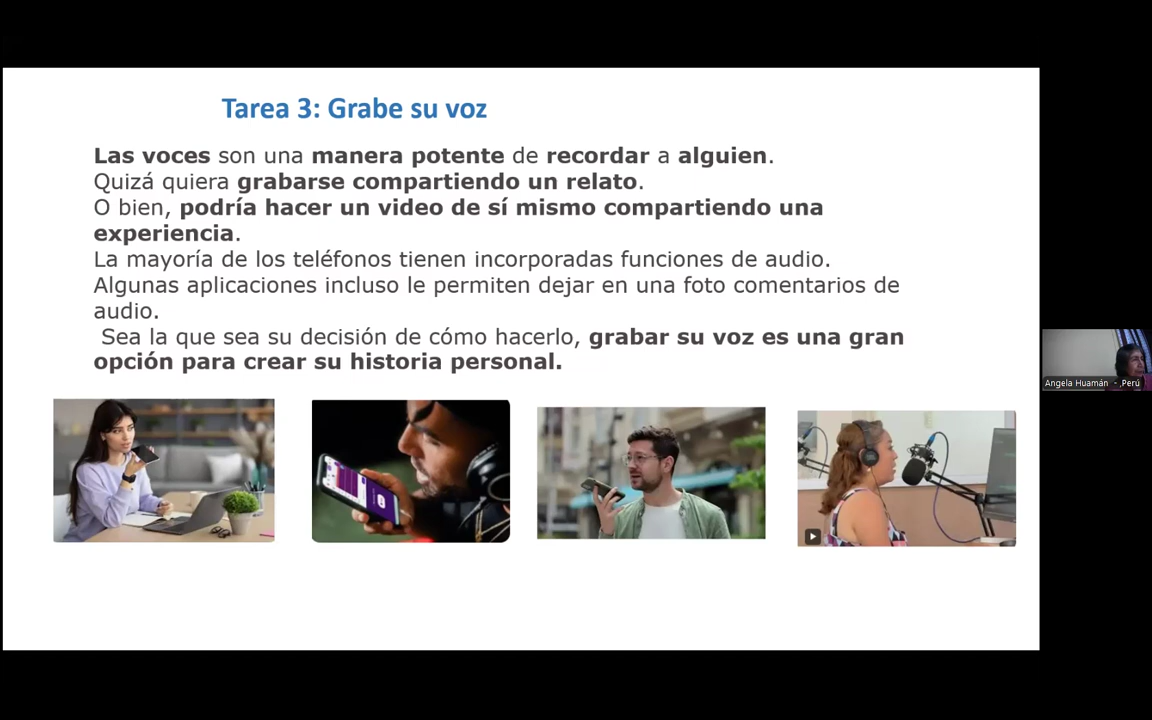 Tarea 3: Grabe su voz
Las voces son una manera potente de recordar a alguien.
Quizá quiera grabarse compartiendo un relato.
O bien, podría hacer un video de sí mismo compartiendo una
experiencia.
La mayoría de los teléfonos tienen incorporadas funciones de audio.
Algunas aplicaciones incluso le permiten dejar en una foto comentarios de
audio.
Sea la que sea su decisión de cómo hacerlo, grabar su voz es una gran
opción para crear su historia personal.
Angela Huamán - ,Perú